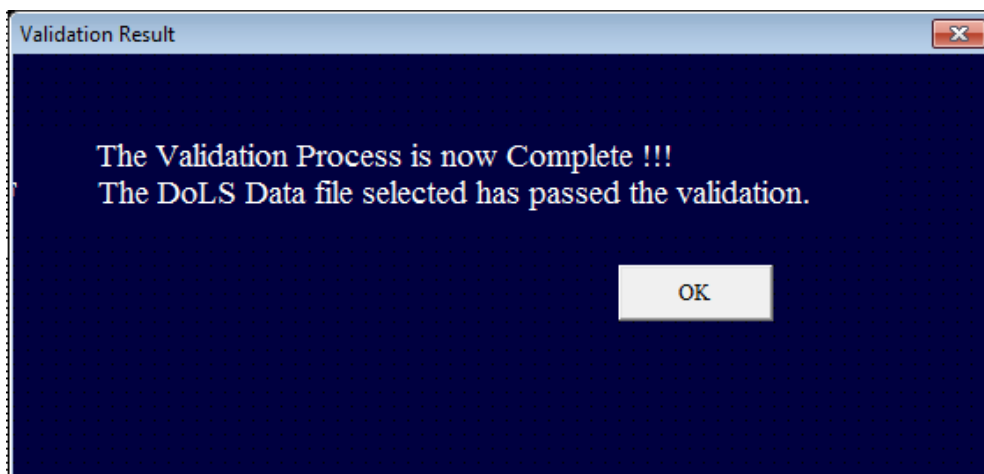 Validation Result
The Validation Process is now Complete !!!
The DoLS Data file selected has passed the validation.
OK